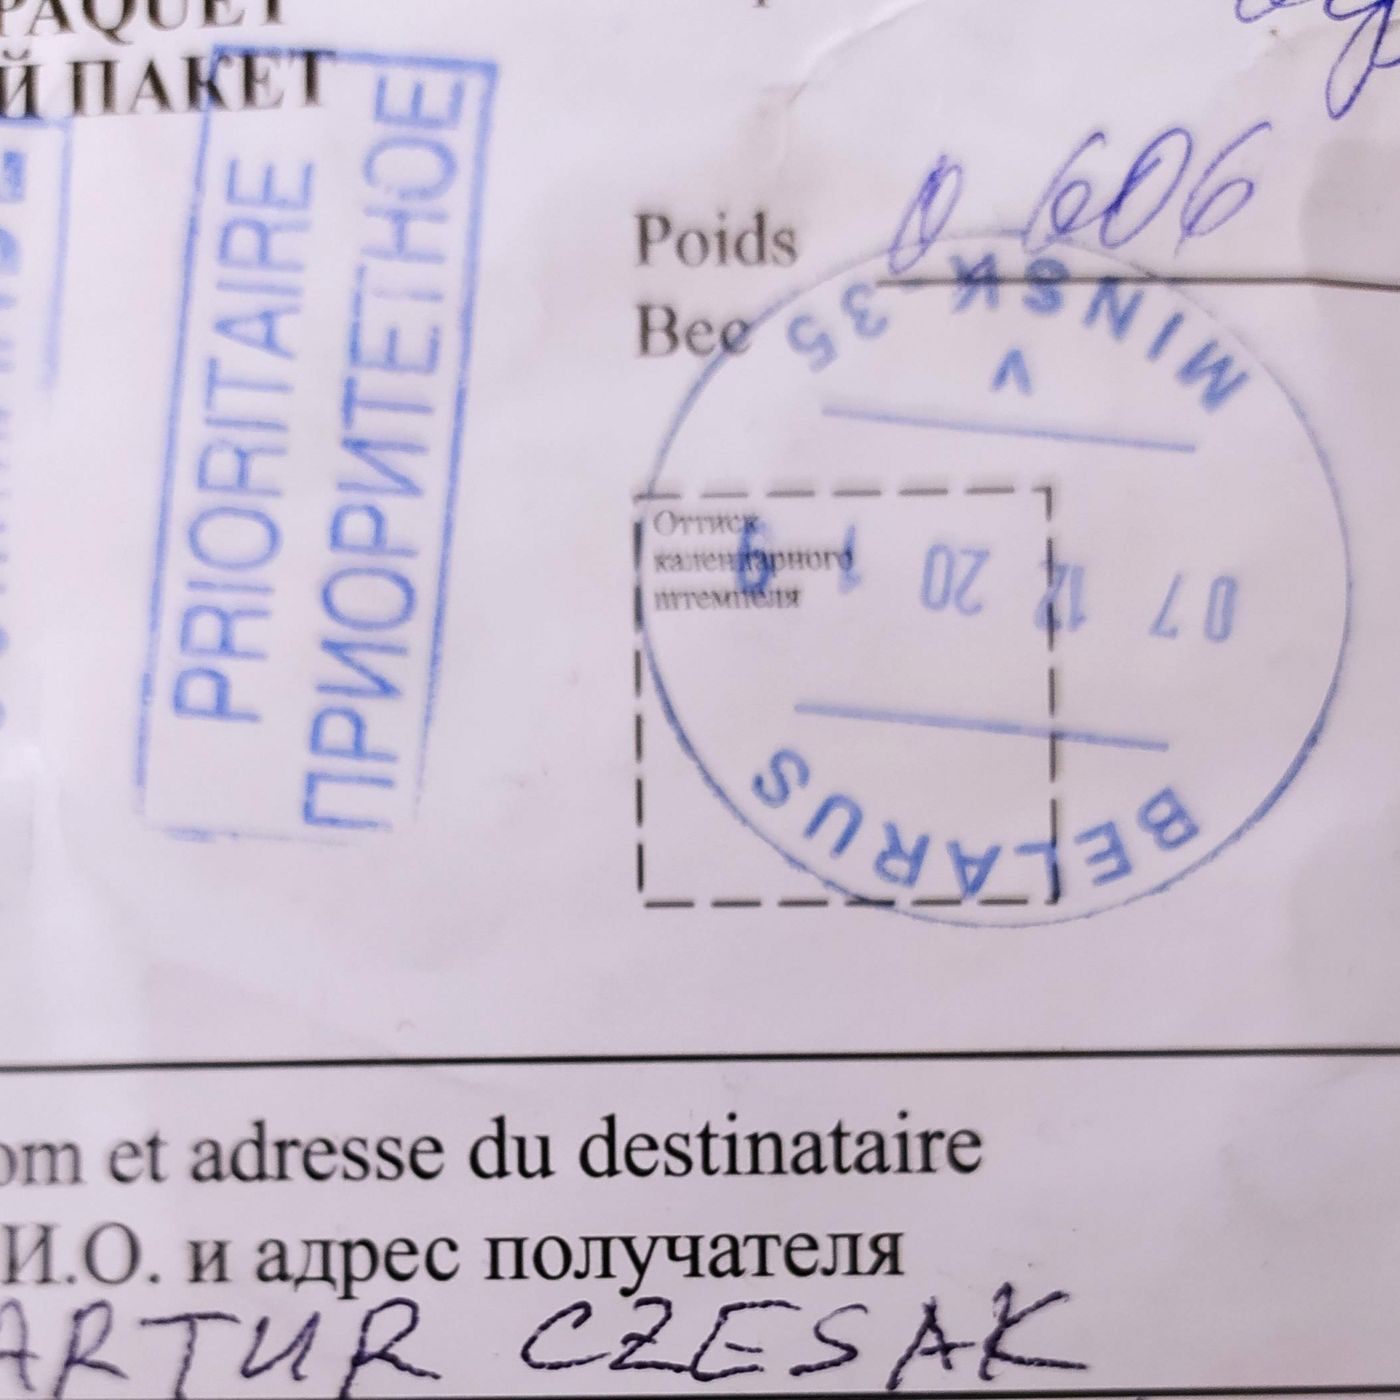 PAQUET
Й ПАКЕТ
PRIORITAIRE
ПРИОРИТЕТНОЕ
Poids 0 606
Вес
MINSK 35
V
Оттиск
календарного
штемпеля
07 12 20 19
BELARUS
om et adresse du destinataire
И.О. и адрес получателя
ARTUR CZESAK